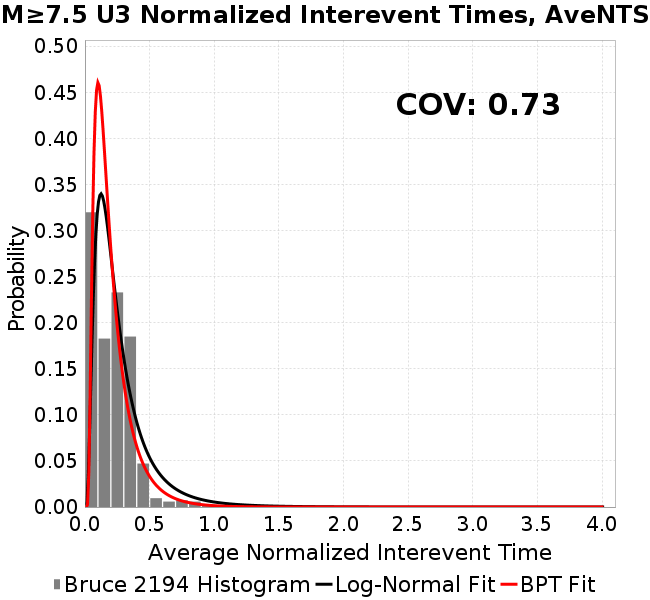 M≥7.5 U3 Normalized Interevent Times, AveNTS
COV: 0.73
Probability
0.50
0.45
0.40
0.35
0.30
0.25
0.20
0.15
0.10
0.05
0.00
0.0 0.5 1.0 1.5 2.0 2.5 3.0 3.5 4.0
Average Normalized Interevent Time
Bruce 2194 Histogram Log-Normal Fit BPT Fit